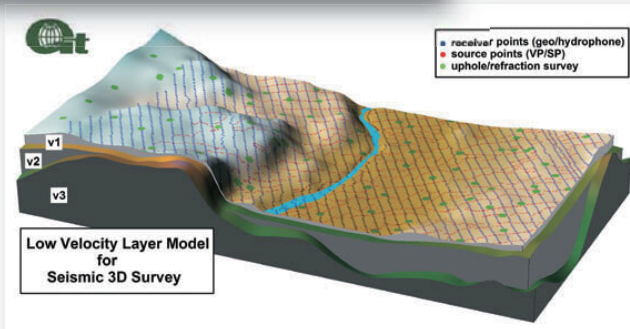 Gt
receiver points (geo/hydrophone)
source points (VP/SP)
uphole/refraction survey
v1
v2
v3
Low Velocity Layer Model
for
Seismic 3D Survey